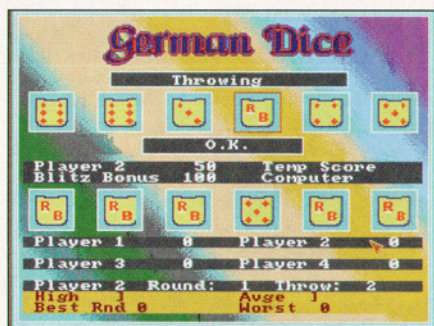 German Dice
Throwing
R B
O.K.
Player 2 50 Temp Score
Blitz Bonus 100 Computer
R B R B R B R B R B
Player 1 0 Player 2 0
Player 3 0 Player 4 0
Player 2 Round: 1 Throw: 2
High ] Avge ]
Best Rnd 0 Worst 0